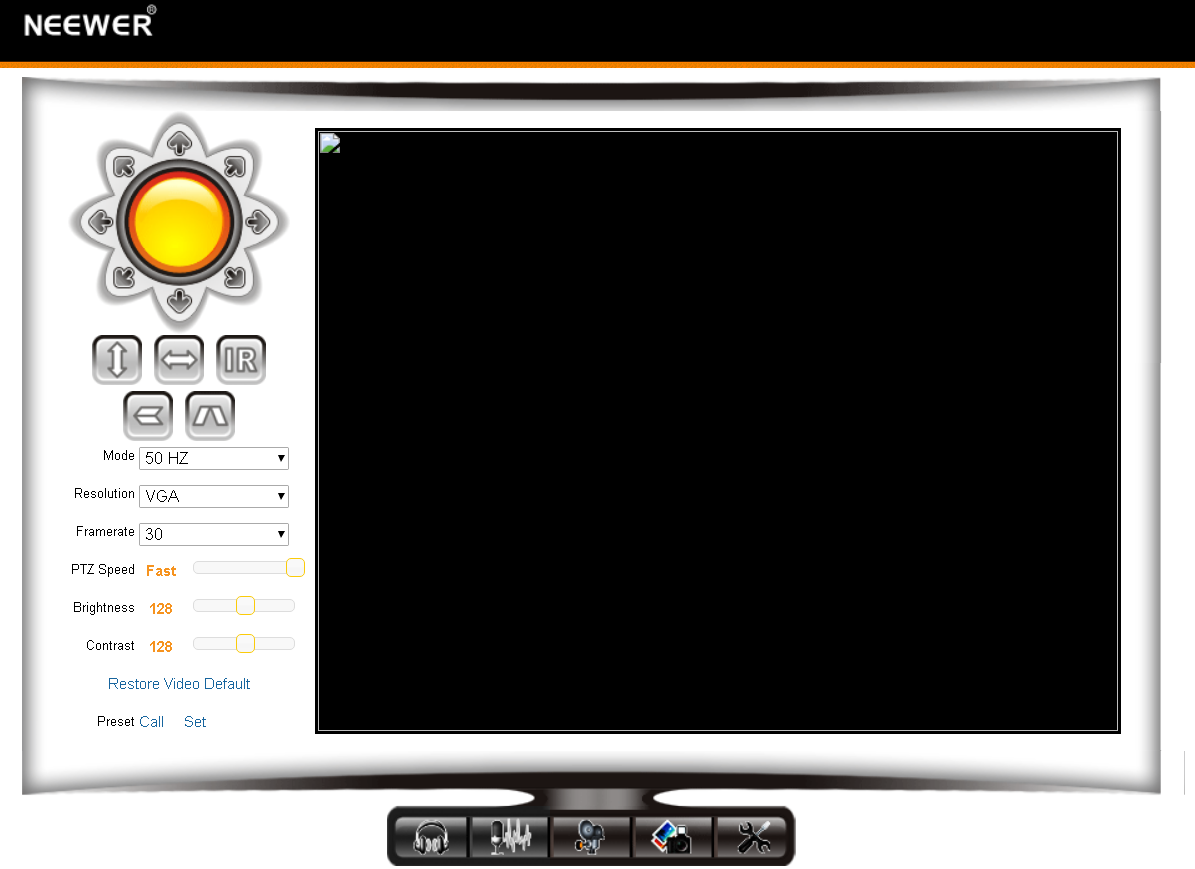 NEEWER®
IR
Mode 50 HZ
Resolution VGA
Framerate 30
PTZ Speed Fast
Brightness 128
Contrast 128
Restore Video Default
Preset Call Set